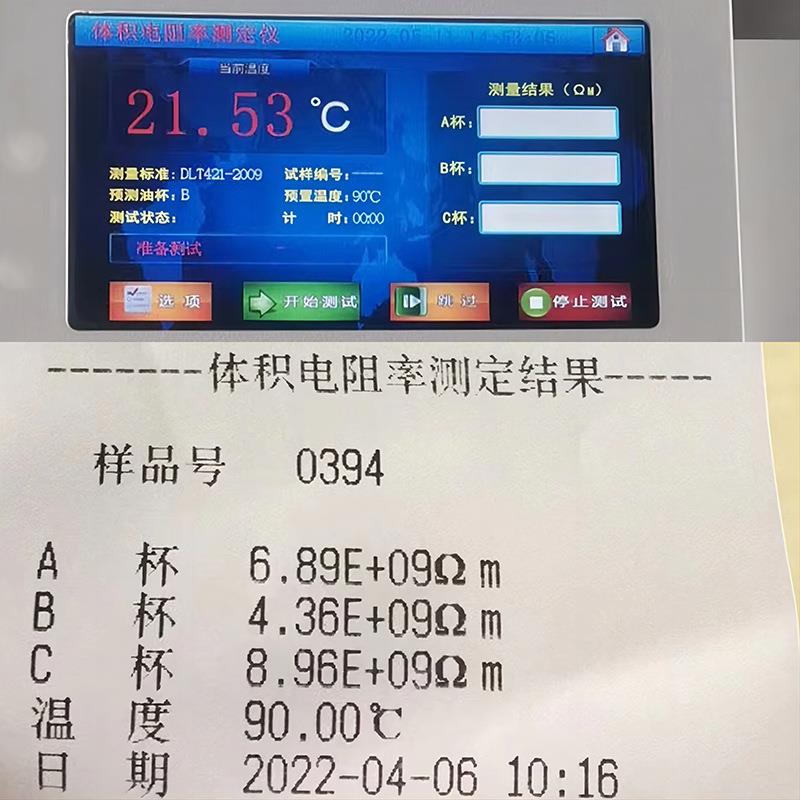 体积电阻率测定仪
当前温度
21.53 ℃
测量结果（ΩM）
A杯：
B杯：
C杯：
测量标准：DLT421-2009 试样编号：-----
预测油杯：B 预置温度：90℃
测试状态： 计 时：00:00
准备测试
选 项 开始测试 跳 过 停止测试
-------体积电阻率测定结果-----
样品号 0394
A 杯 6.89E+09Ωm
B 杯 4.36E+09Ωm
C 杯 8.96E+09Ωm
温 度 90.00℃
日 期 2022-04-06 10:16